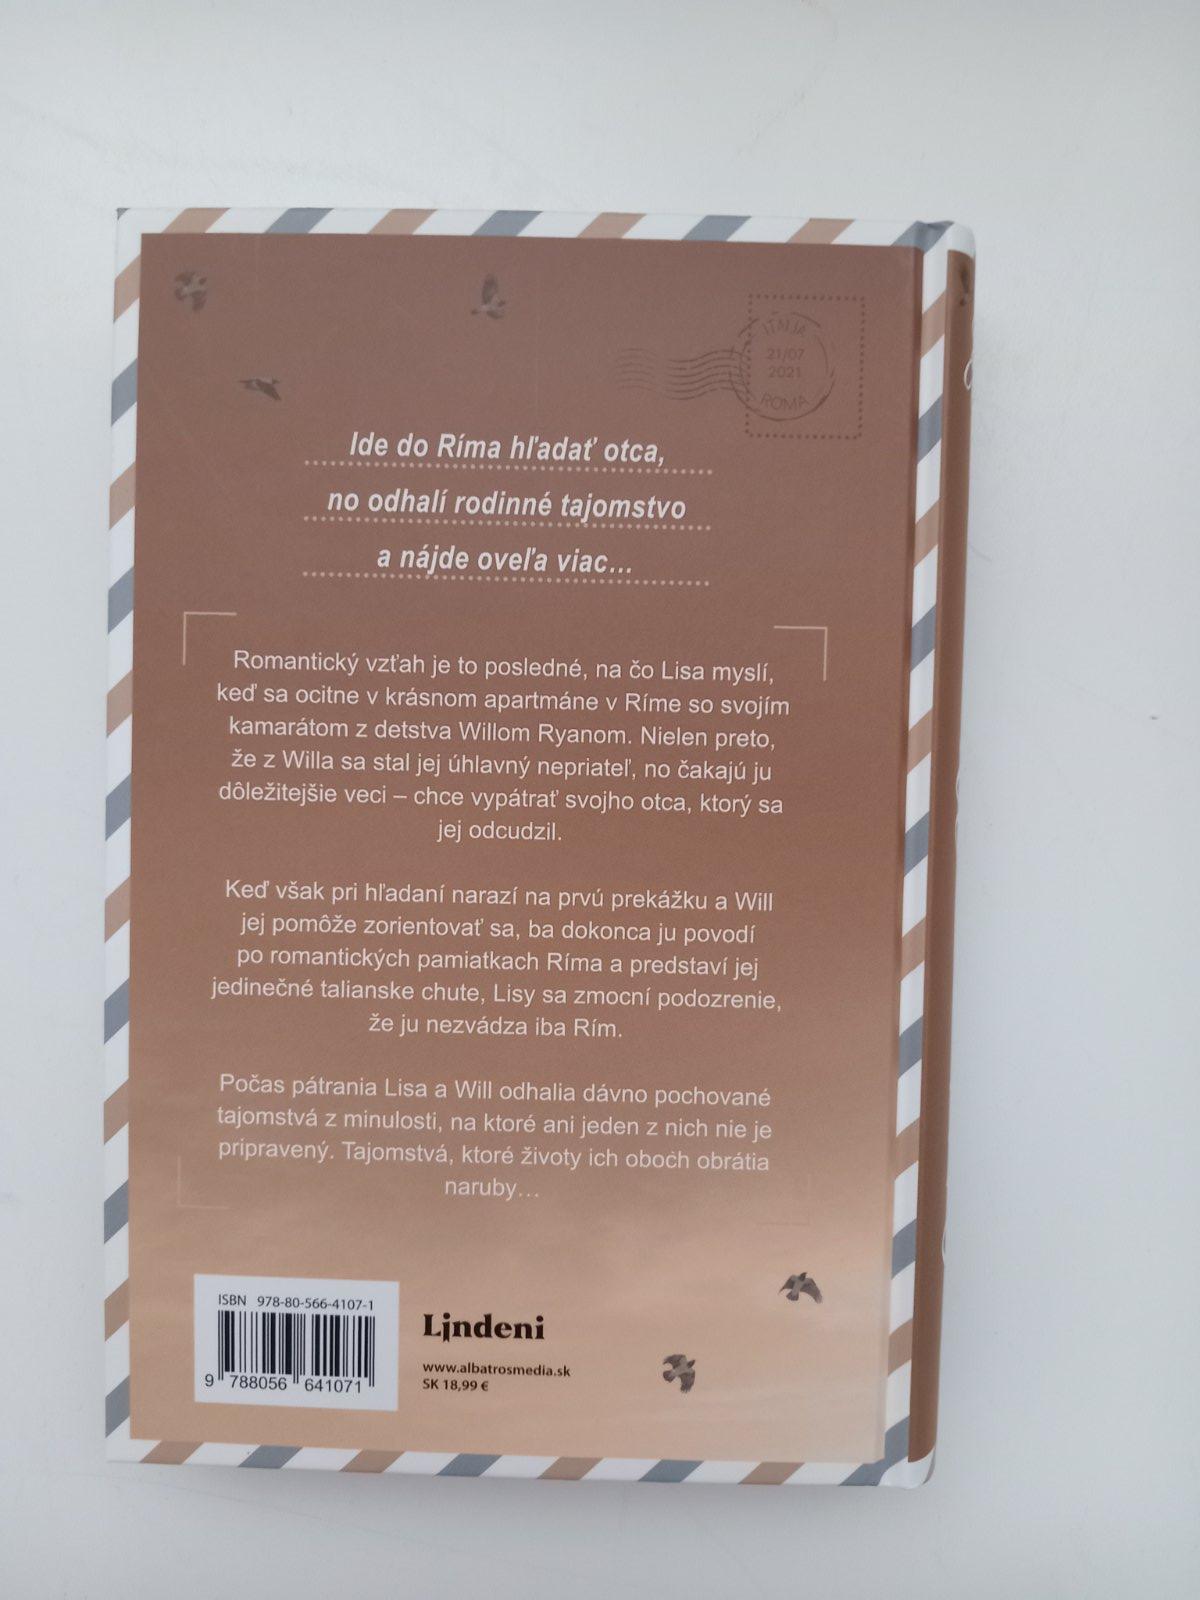 ITALIA
21/07
2021
ROMA
Ide do Ríma hľadať otca,
no odhalí rodinné tajomstvo
a nájde oveľa viac...
Romantický vzťah je to posledné, na čo Lisa myslí,
keď sa ocitne v krásnom apartmáne v Ríme so svojím
kamarátom z detstva Willom Ryanom. Nielen preto,
že z Willa sa stal jej úhlavný nepriateľ, no čakajú ju
dôležitejšie veci – chce vypátrať svojho otca, ktorý sa
jej odcudzil.
Keď však pri hľadaní narazí na prvú prekážku a Will
jej pomôže zorientovať sa, ba dokonca ju povodí
po romantických pamiatkach Ríma a predstaví jej
jedinečné talianske chute, Lisy sa zmocní podozrenie,
že ju nezvádza iba Rím.
Počas pátrania Lisa a Will odhalia dávno pochované
tajomstvá z minulosti, na ktoré ani jeden z nich nie je
pripravený. Tajomstvá, ktoré životy ich oboch obrátia
naruby...
ISBN 978-80-566-4107-1
9 788056 641071
Lindeni
www.albatrosmedia.sk
SK 18,99 €